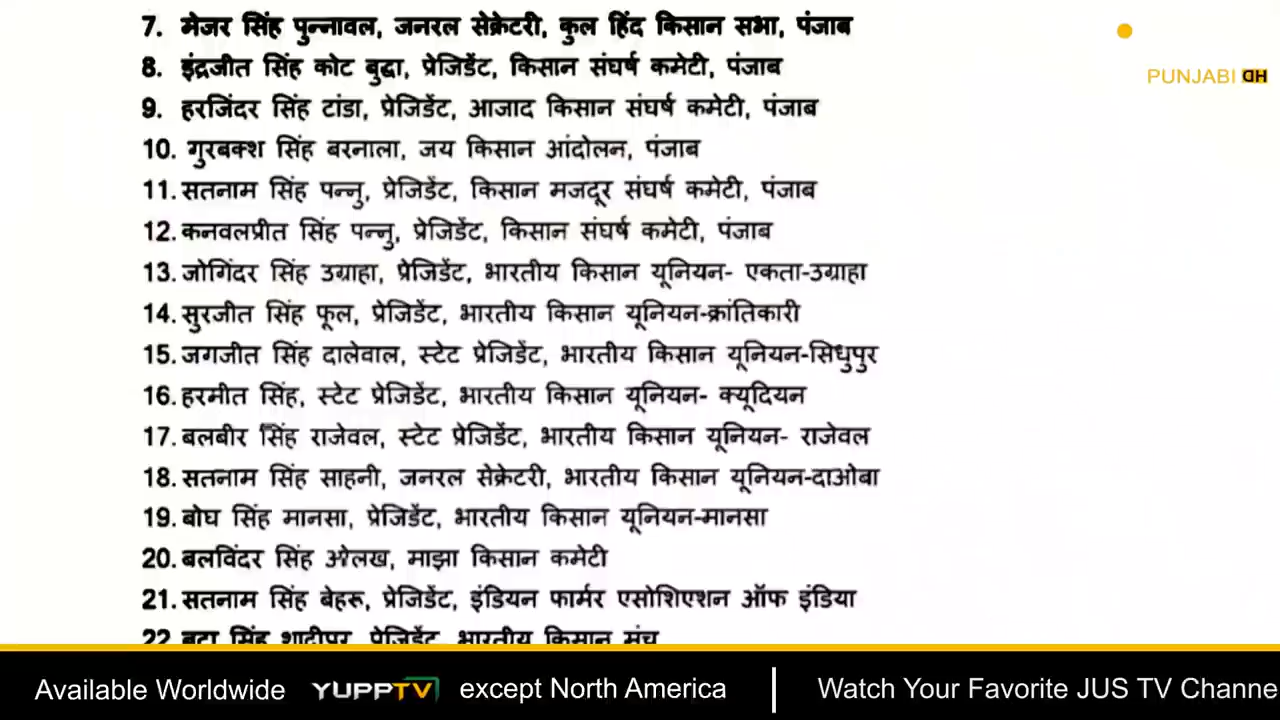 7. मेजर सिंह पुन्नावल, जनरल सेक्रेटरी, कुल हिंद किसान सभा, पंजाब
8. इंद्रजीत सिंह कोट बुद्धा, प्रेजिडेंट, किसान संघर्ष कमेटी, पंजाब
PUNJABI HD
9. हरजिंदर सिंह टांडा, प्रेजिडेंट, आजाद किसान संघर्ष कमेटी, पंजाब
10. गुरबक्श सिंह बरनाला, जय किसान आंदोलन, पंजाब
11. सतनाम सिंह पन्नु, प्रेजिडेंट, किसान मजदूर संघर्ष कमेटी, पंजाब
12. कनवलप्रीत सिंह पन्नु, प्रेजिडेंट, किसान संघर्ष कमेटी, पंजाब
13. जोगिंदर सिंह उग्राहा, प्रेजिडेंट, भारतीय किसान यूनियन- एकता-उग्राहा
14. सुरजीत सिंह फूल, प्रेजिडेंट, भारतीय किसान यूनियन-क्रांतिकारी
15. जगजीत सिंह दालेवाल, स्टेट प्रेजिडेंट, भारतीय किसान यूनियन-सिधुपुर
16. हरमीत सिंह, स्टेट प्रेजिडेंट, भारतीय किसान यूनियन- क्यूदियन
17. बलबीर सिंह राजेवल, स्टेट प्रेजिडेंट, भारतीय किसान यूनियन- राजेवल
18. सतनाम सिंह साहनी, जनरल सेक्रेटरी, भारतीय किसान यूनियन-दाओबा
19. बोघ सिंह मानसा, प्रेजिडेंट, भारतीय किसान यूनियन-मानसा
20. बलविंदर सिंह ओलख, माझा किसान कमेटी
21. सतनाम सिंह बेहरू, प्रेजिडेंट, इंडियन फार्मर एसोशिएशन ऑफ इंडिया
22 बूटा सिंह शादीपुर, प्रेजिडेंट, भारतीय किसान मंच
Available Worldwide YUPPTV except North America | Watch Your Favorite JUS TV Channe